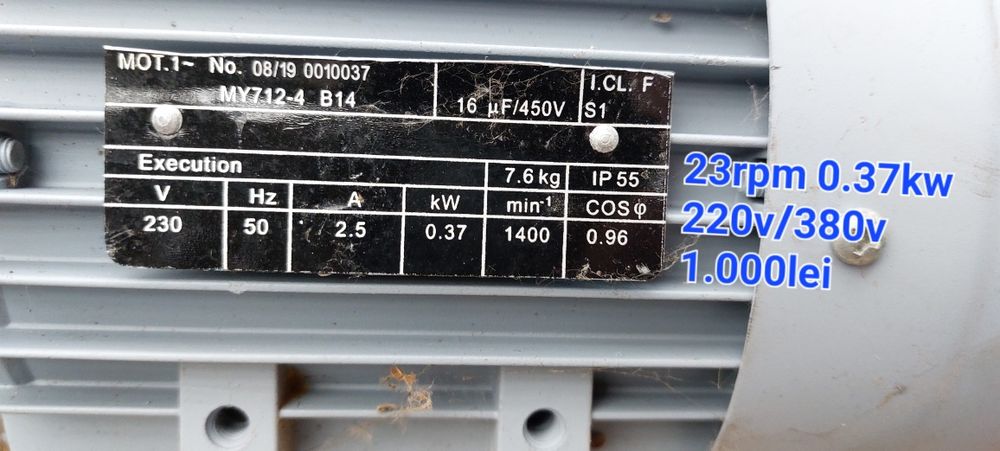 MOT.1~ No. 08/19 0010037
MY712-4 B14
16 µF/450V
I.CL. F
S1
Execution
7.6 kg
IP 55
V Hz A kW min-1 COS φ
230 50 2.5 0.37 1400 0.96
23rpm 0.37kw
220v/380v
1.000lei